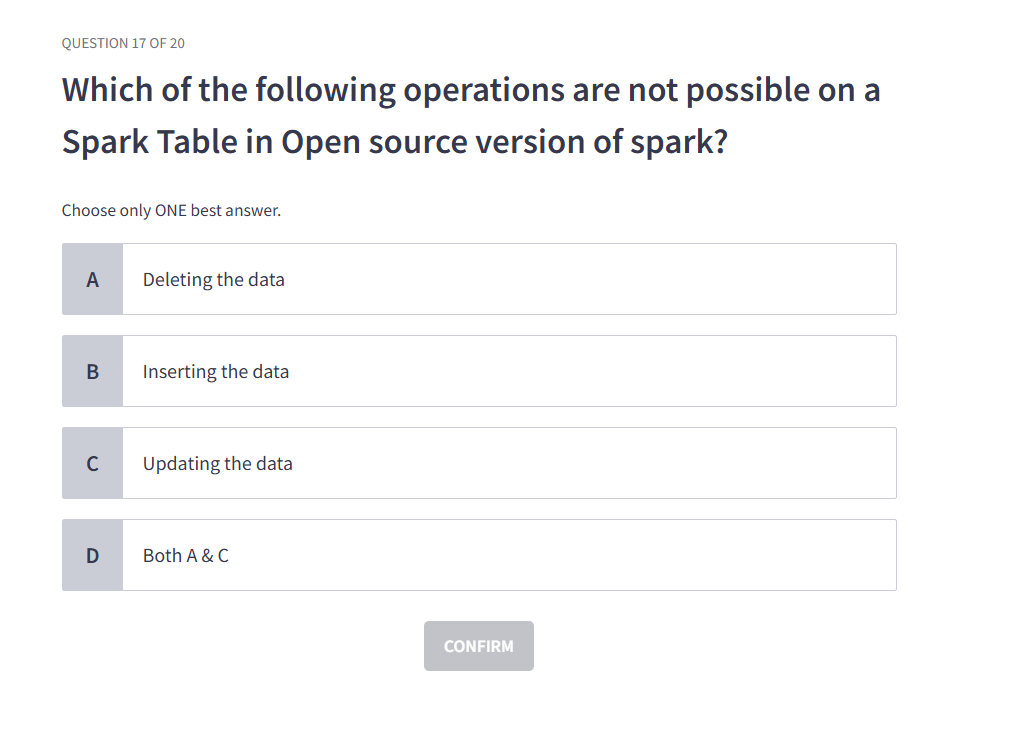 QUESTION 17 OF 20
Which of the following operations are not possible on a
Spark Table in Open source version of spark?
Choose only ONE best answer.
A Deleting the data
B Inserting the data
C Updating the data
D Both A & C
CONFIRM